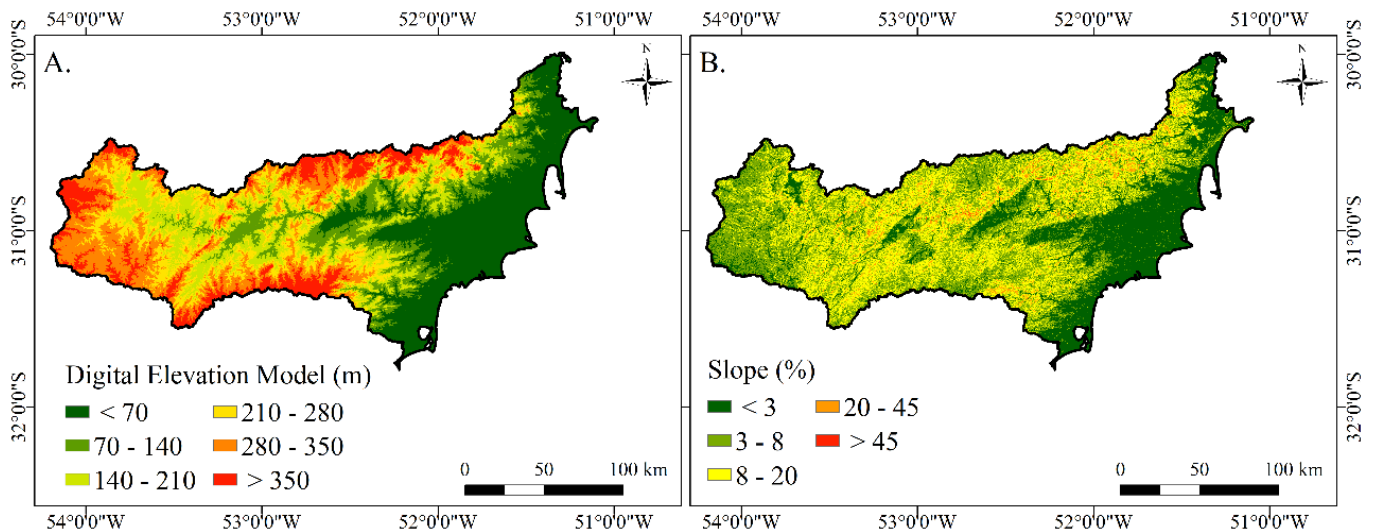 54°0'0"W 53°0'0"W 52°0'0"W 51°0'0"W 54°0'0"W 53°0'0"W 52°0'0"W 51°0'0"W
A.
N
B.
N
30°0'0"S
31°0'0"S
32°0'0"S
30°0'0"S
31°0'0"S
32°0'0"S
Digital Elevation Model (m)
< 70 210 - 280
70 - 140 280 - 350
140 - 210 > 350
0 50 100 km
Slope (%)
< 3 20 - 45
3 - 8 > 45
8 - 20
0 50 100 km
54°0'0"W 53°0'0"W 52°0'0"W 51°0'0"W 54°0'0"W 53°0'0"W 52°0'0"W 51°0'0"W